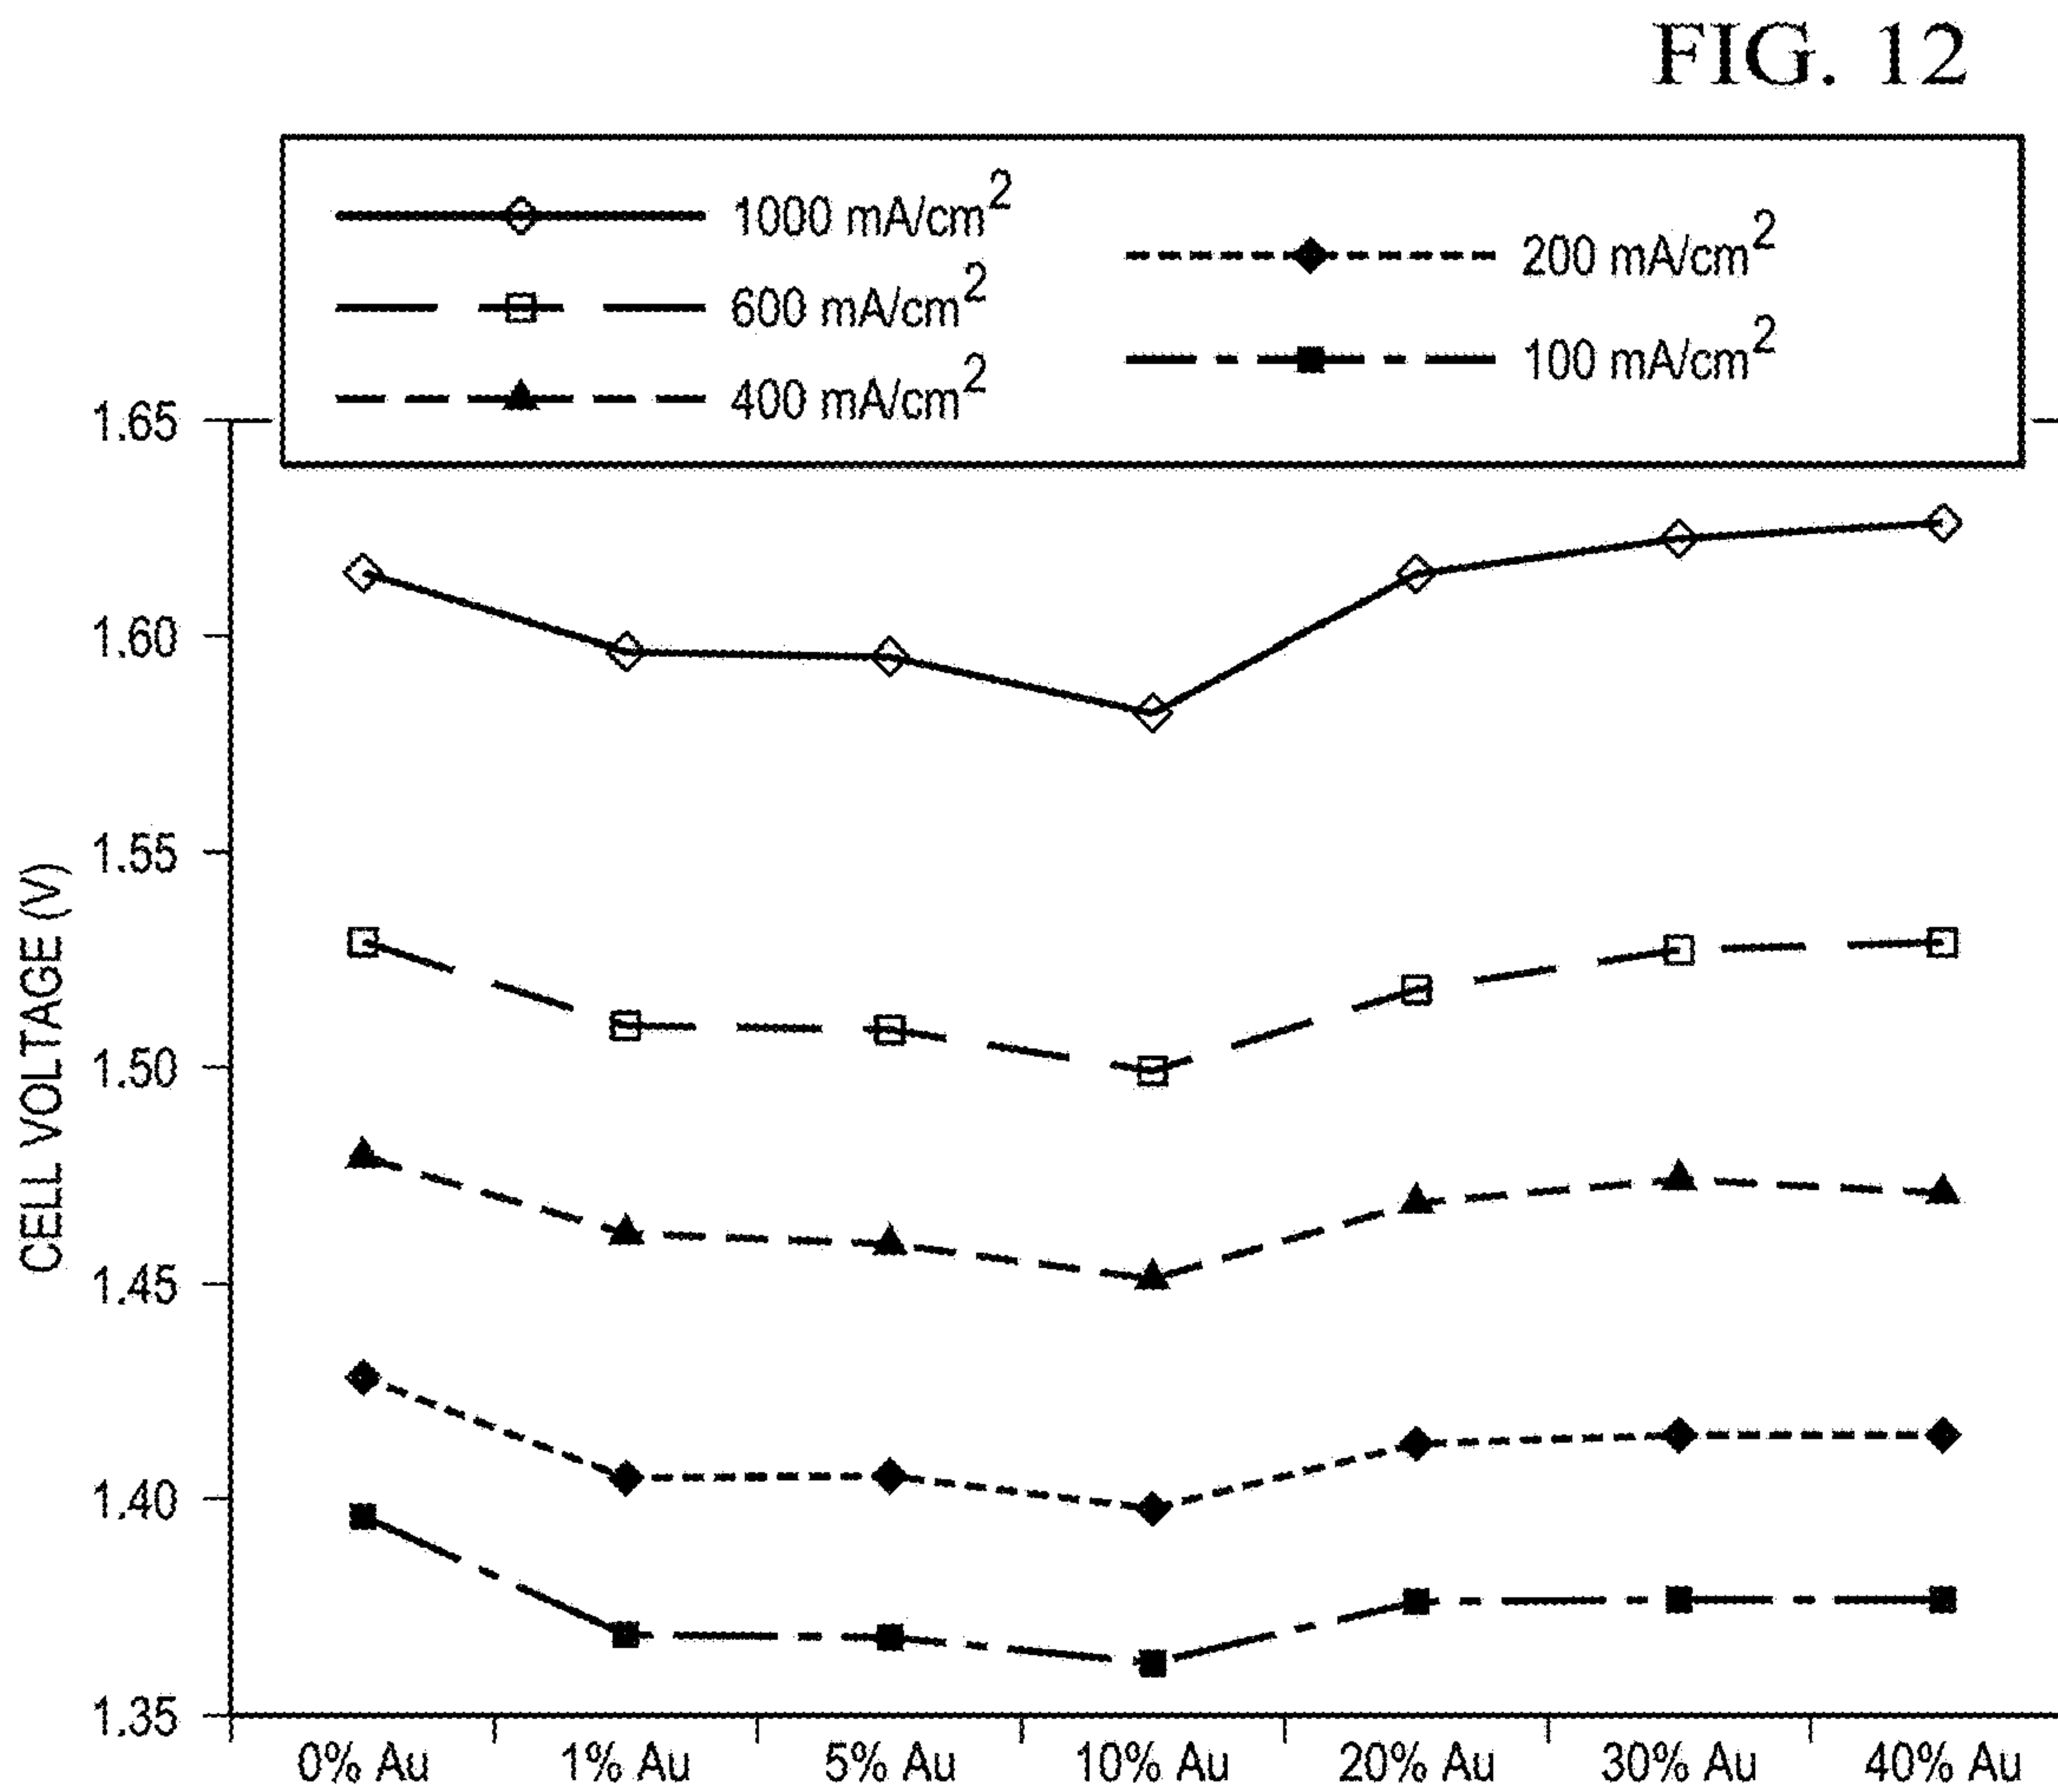 FIG. 12
1000 mA/cm²
600 mA/cm²
400 mA/cm²
200 mA/cm²
100 mA/cm²
CELL VOLTAGE (V)
1.65
1.60
1.55
1.50
1.45
1.40
1.35
0% Au 1% Au 5% Au 10% Au 20% Au 30% Au 40% Au